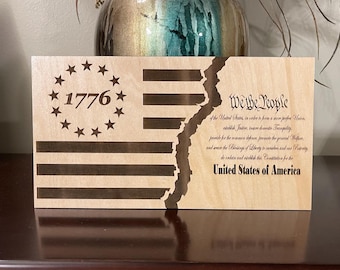 1776
We the People
of the United States, in order to form a more perfect Union,
establish Justice, insure domestic Tranquility,
provide for the common defence, promote the general Welfare,
and secure the Blessings of Liberty to ourselves and our Posterity,
do ordain and establish this Constitution for the
United States of America